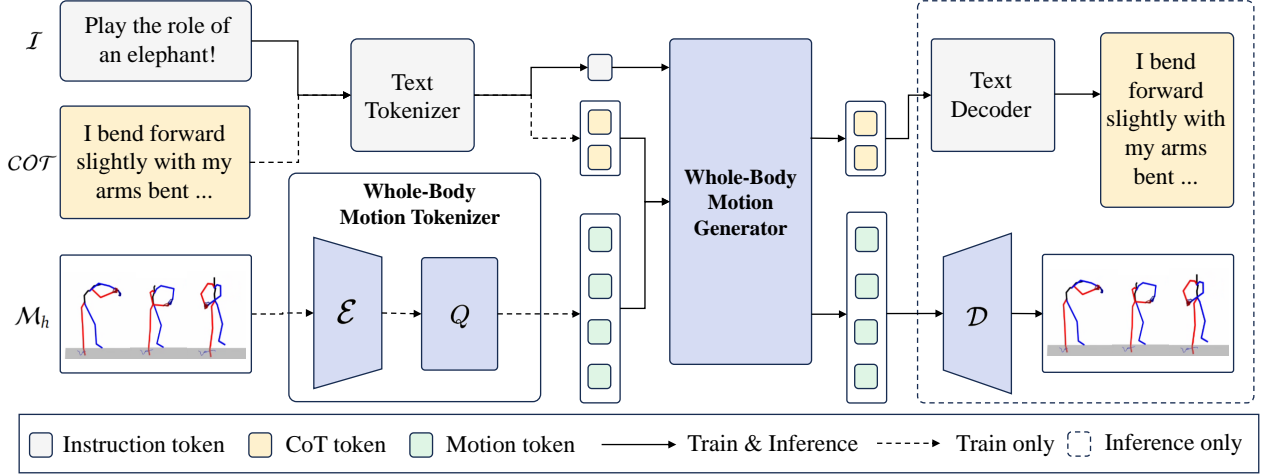 I
Play the role of
an elephant!
COT
I bend forward
slightly with my
arms bent ...
M_h
Text
Tokenizer
Whole-Body
Motion Tokenizer
E
Q
Whole-Body
Motion
Generator
Text
Decoder
I bend
forward
slightly with
my arms
bent ...
D
Instruction token
CoT token
Motion token
Train & Inference
Train only
Inference only